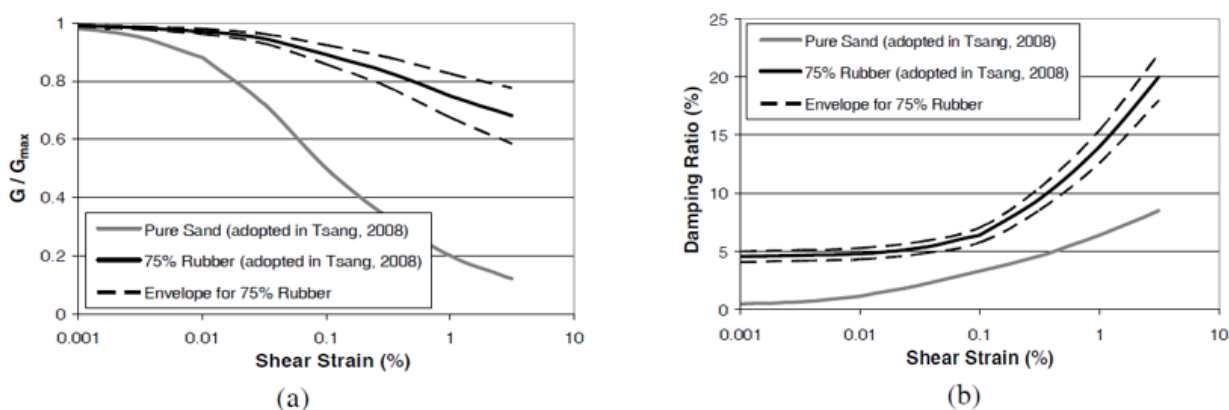 1
0.8
0.6
0.4
0.2
0
G / Gmax
Pure Sand (adopted in Tsang, 2008)
75% Rubber (adopted in Tsang, 2008)
Envelope for 75% Rubber
0.001
0.01
0.1
1
10
Shear Strain (%)
(a)
25
20
15
10
5
0
Damping Ratio (%)
Pure Sand (adopted in Tsang, 2008)
75% Rubber (adopted in Tsang, 2008)
Envelope for 75% Rubber
0.001
0.01
0.1
1
10
Shear Strain (%)
(b)